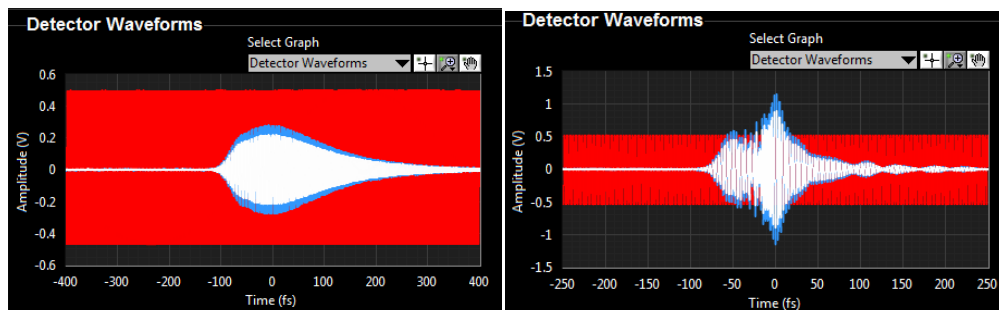 Detector Waveforms
Select Graph
Detector Waveforms
0.6
0.4
0.2
0
-0.2
-0.4
-0.6
Amplitude (V)
-400 -300 -200 -100 0 100 200 300 400
Time (fs)
Detector Waveforms
Select Graph
Detector Waveforms
1.5
1
0.5
0
-0.5
-1
-1.5
Amplitude (V)
-250 -200 -150 -100 -50 0 50 100 150 200 250
Time (fs)